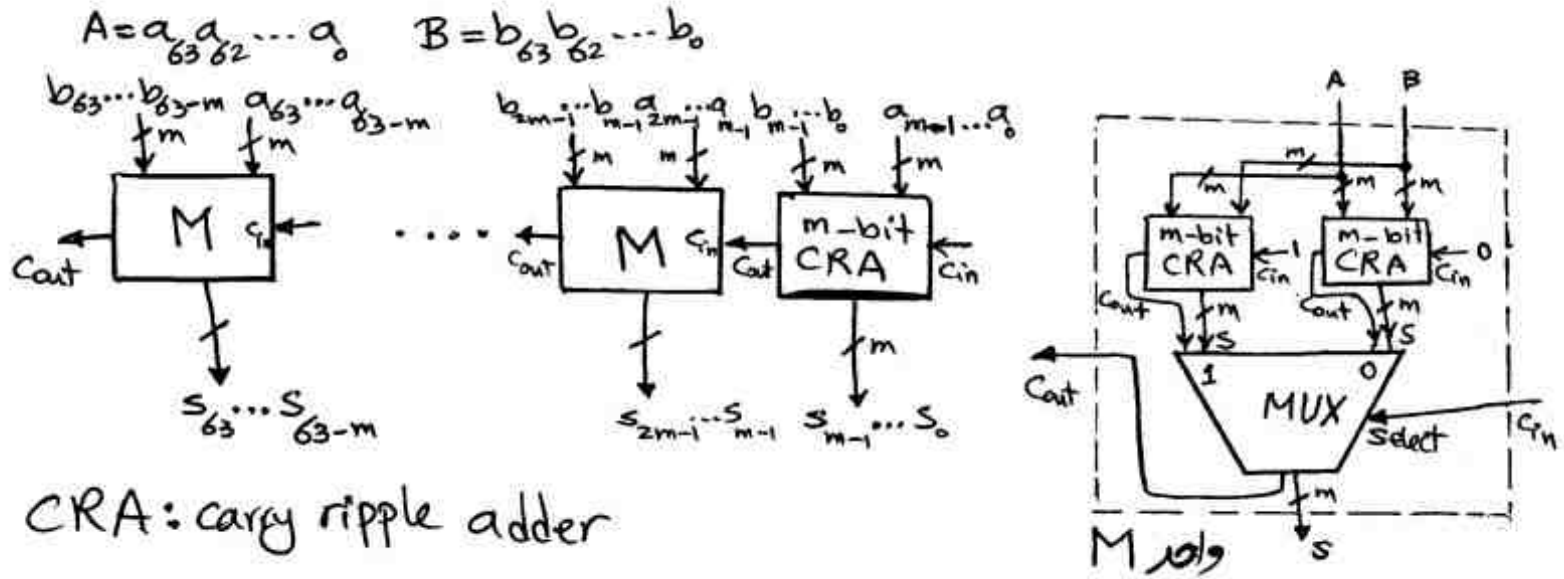 A=a₆₃a₆₂...a₀ B=b₆₃b₆₂...b₀
b₆₃...b₆₃₋ₘ a₆₃...a₆₃₋ₘ
m m
M
cᵢₙ
Cout
S₆₃...S₆₃₋ₘ
b₂ₘ₋₁...bₘ₋₁ a₂ₘ₋₁...aₘ₋₁ bₘ₋₁...b₀ aₘ₋₁...a₀
m m m m
M
cᵢₙ
Cout
m-bit
CRA
Cout
Cin
m
S₂ₘ₋₁...Sₘ₋₁ Sₘ₋₁...S₀
CRA: carry ripple adder
A B
m
m m m
m-bit
CRA
1
Cin
m-bit
CRA
0
Cin
Cout m Cout m
S S
1 0
MUX
Select
Cin
Cout
m
S
واحد M